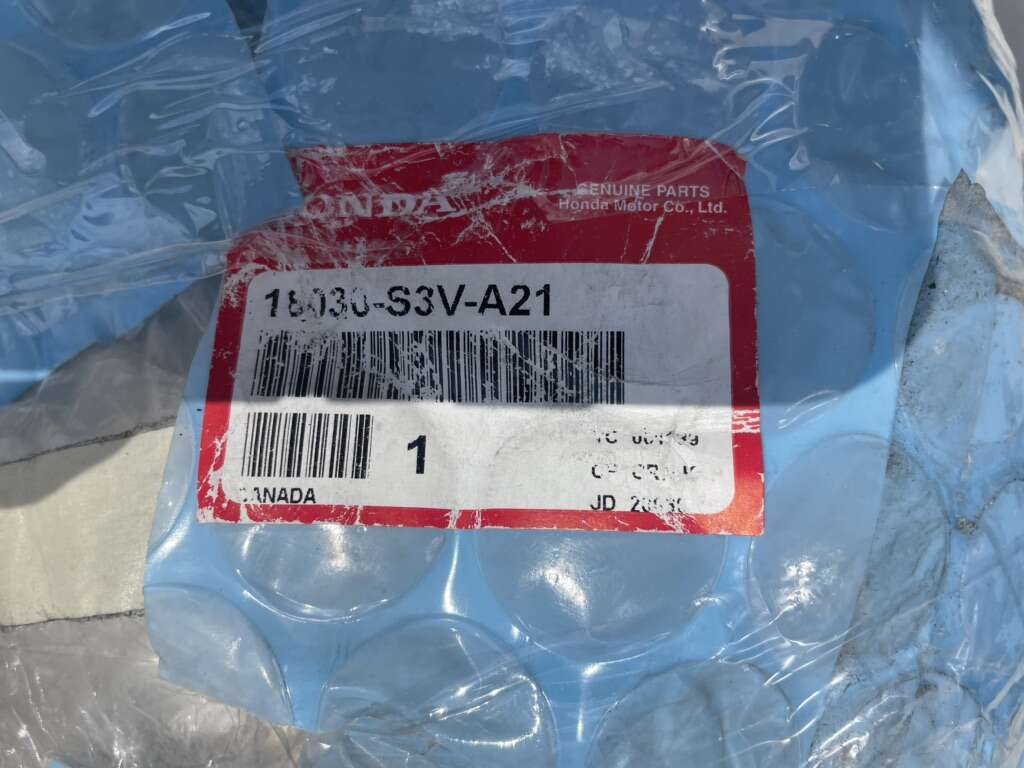 HONDA
GENUINE PARTS
Honda Motor Co., Ltd.
18030-S3V-A21
1
CANADA
JD